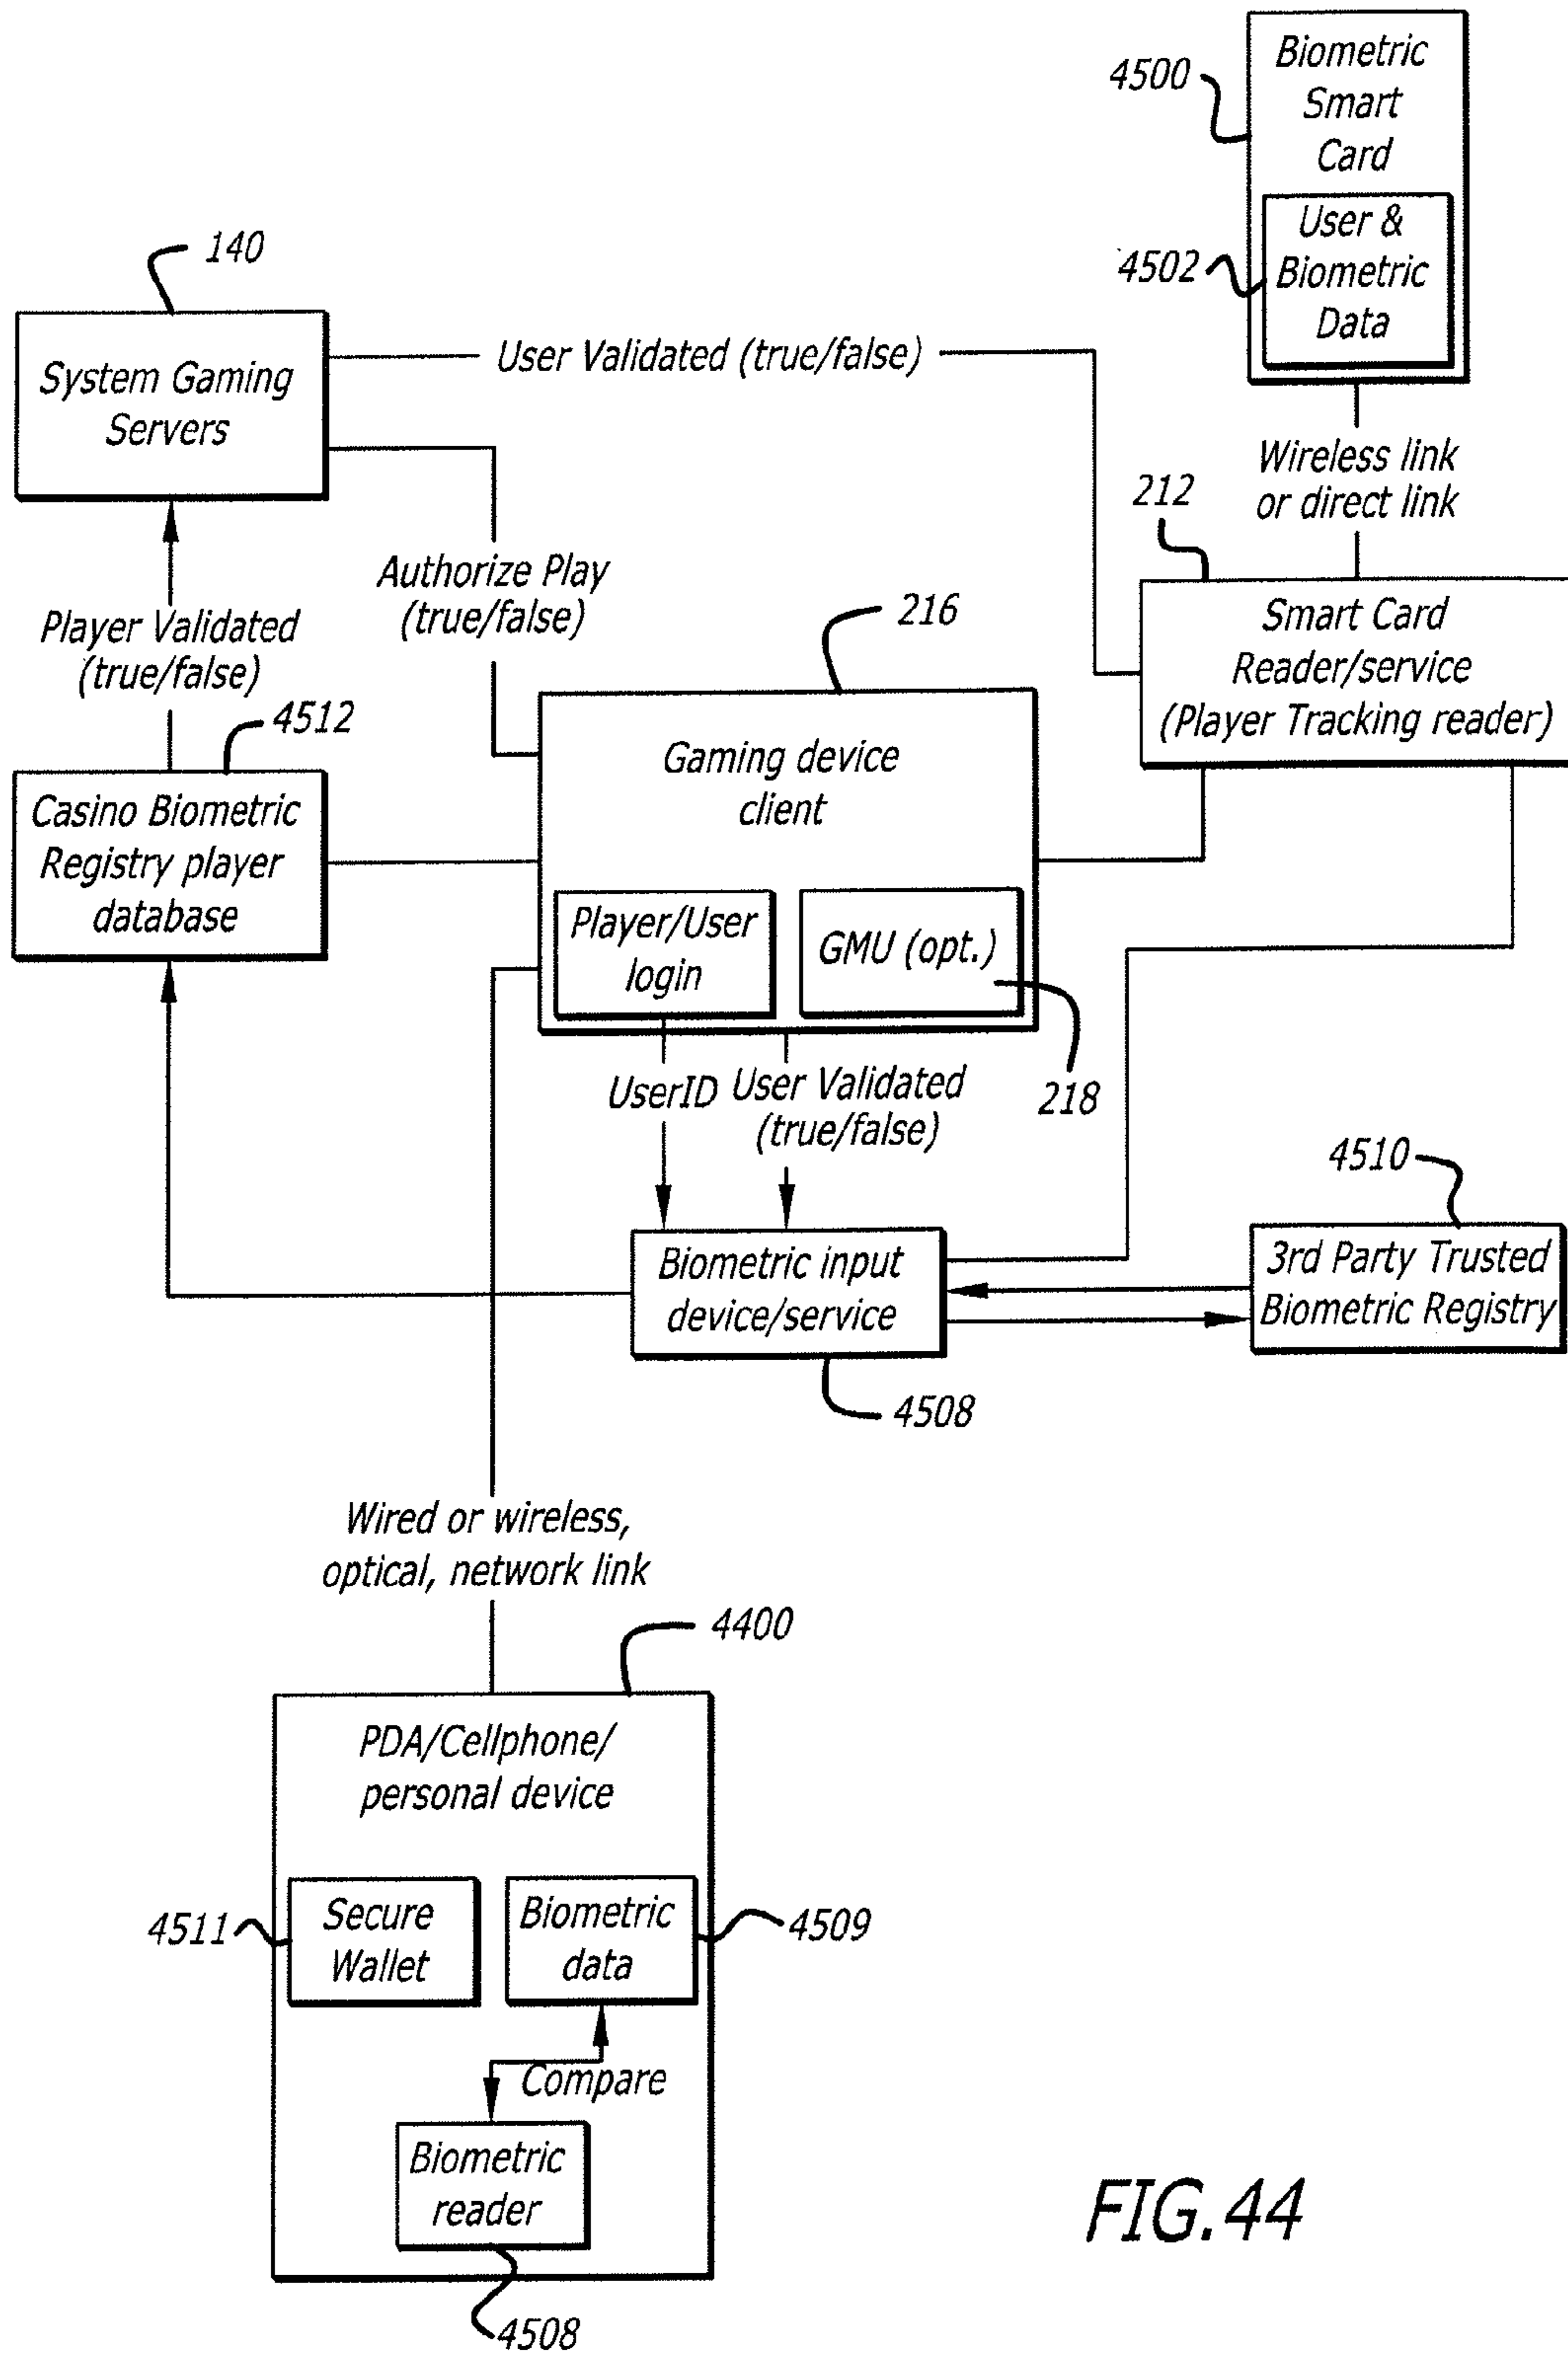 4500
Biometric
Smart
Card
4502
User &
Biometric
Data
140
System Gaming
Servers
User Validated (true/false)
Wireless link
or direct link
212
Smart Card
Reader/service
(Player Tracking reader)
Authorize Play
(true/false)
Player Validated
(true/false)
216
4512
Casino Biometric
Registry player
database
Gaming device
client
Player/User
login
GMU (opt.)
218
UserID
User Validated
(true/false)
4510
3rd Party Trusted
Biometric Registry
Biometric input
device/service
4508
Wired or wireless,
optical, network link
4400
PDA/Cellphone/
personal device
4511
Secure
Wallet
Biometric
data
4509
Compare
Biometric
reader
4508
FIG.44